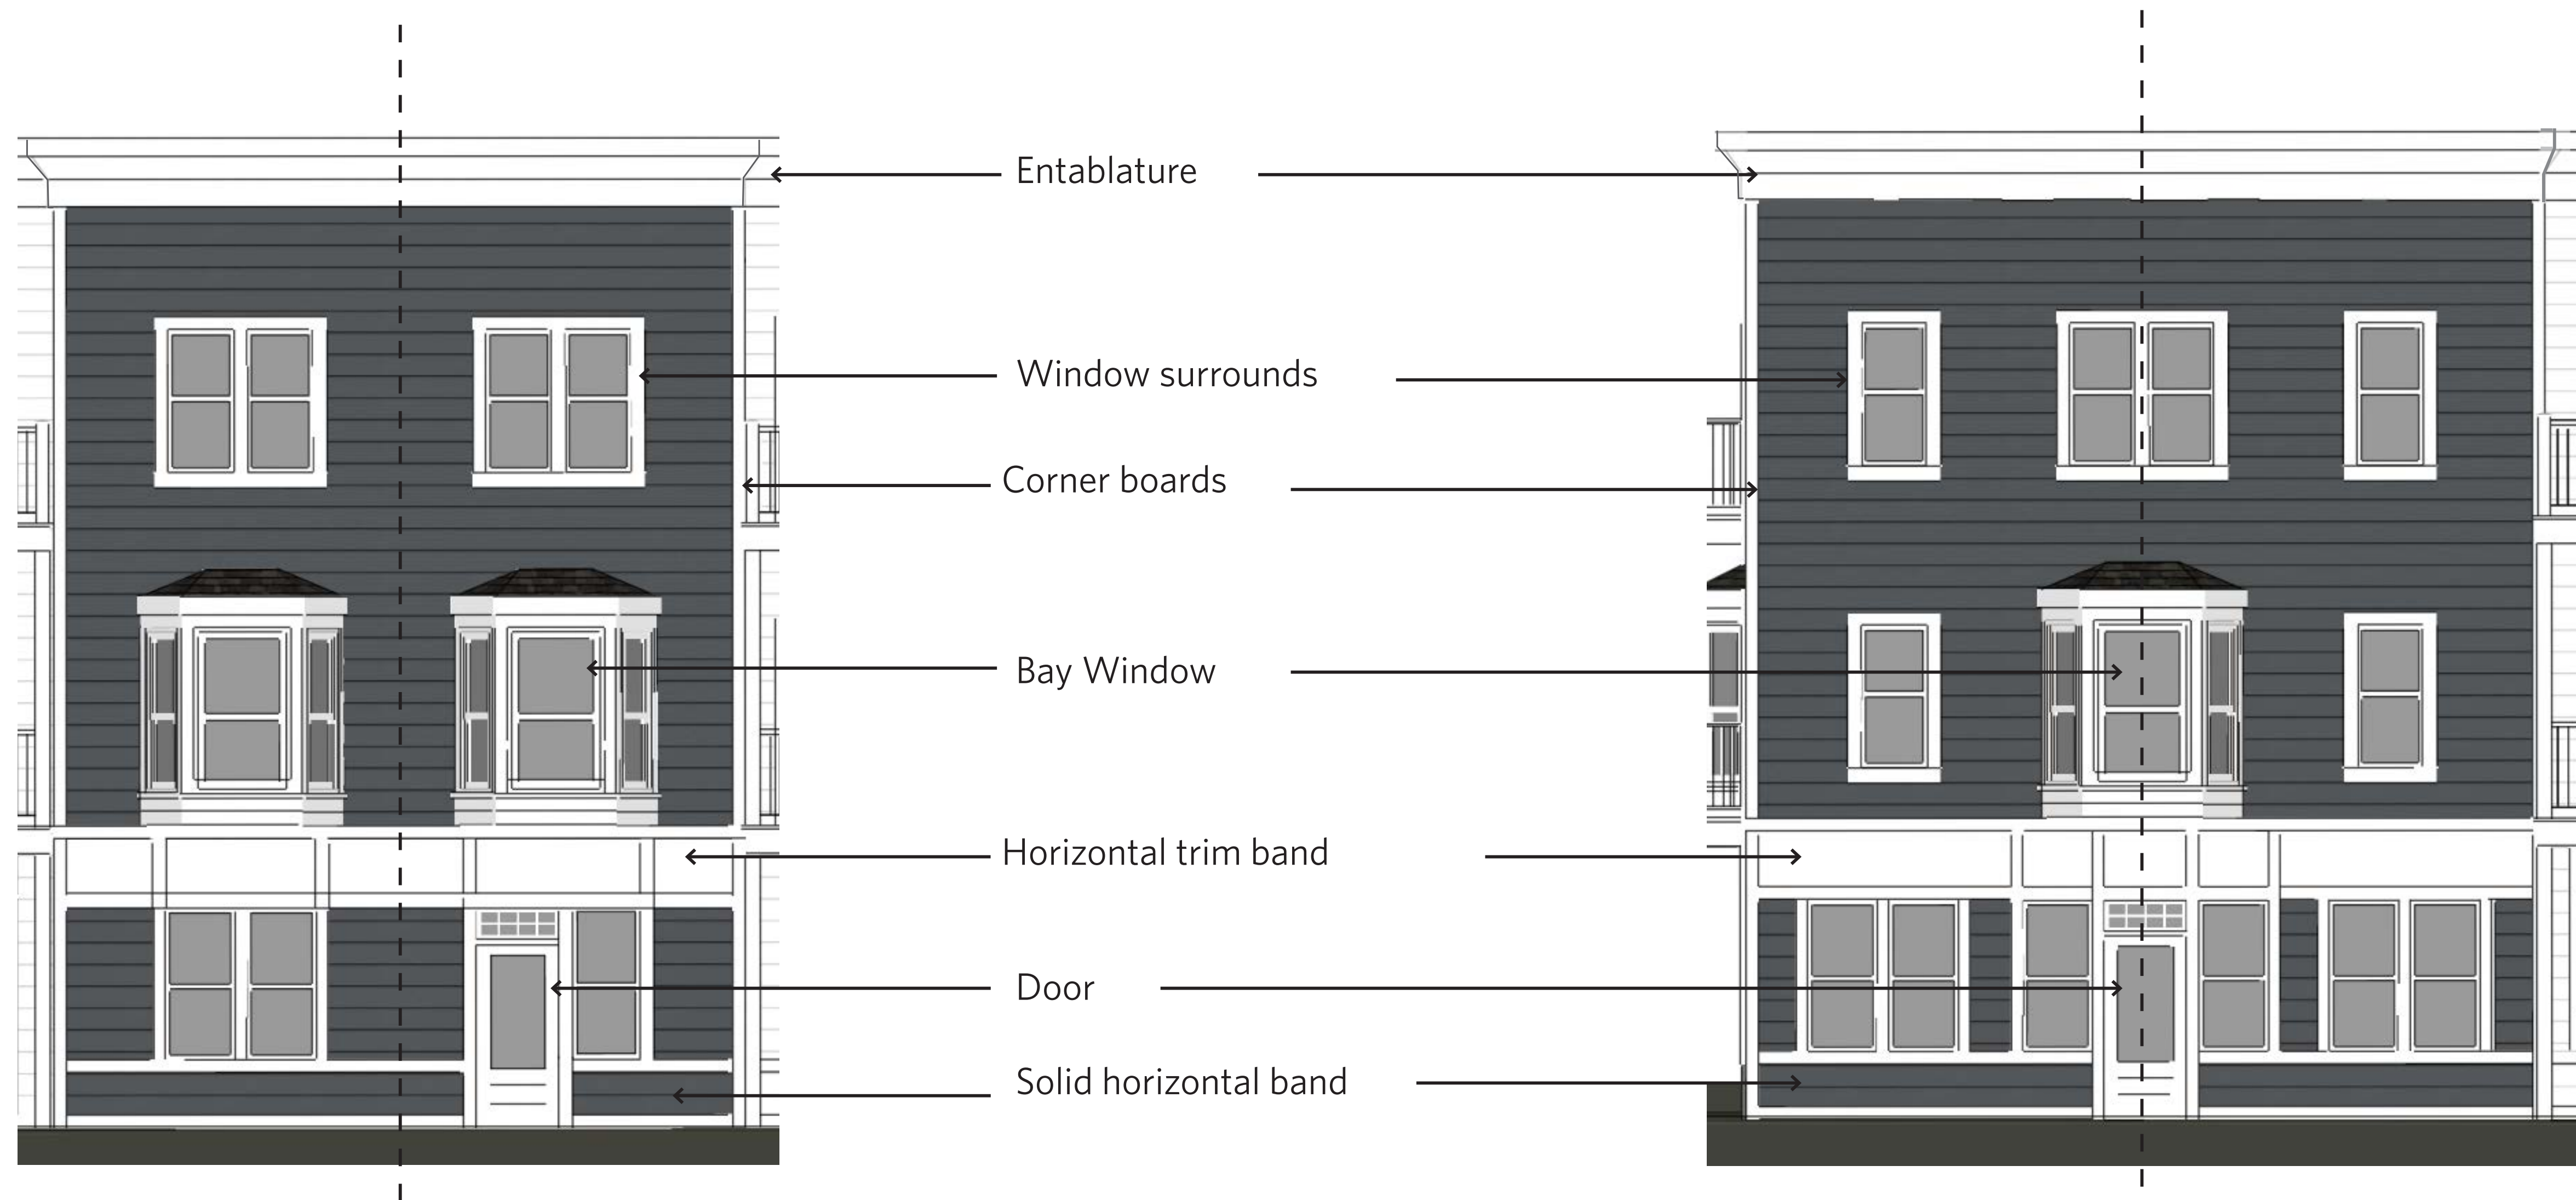 Entablature
Window surrounds
Corner boards
Bay Window
Horizontal trim band
Door
Solid horizontal band